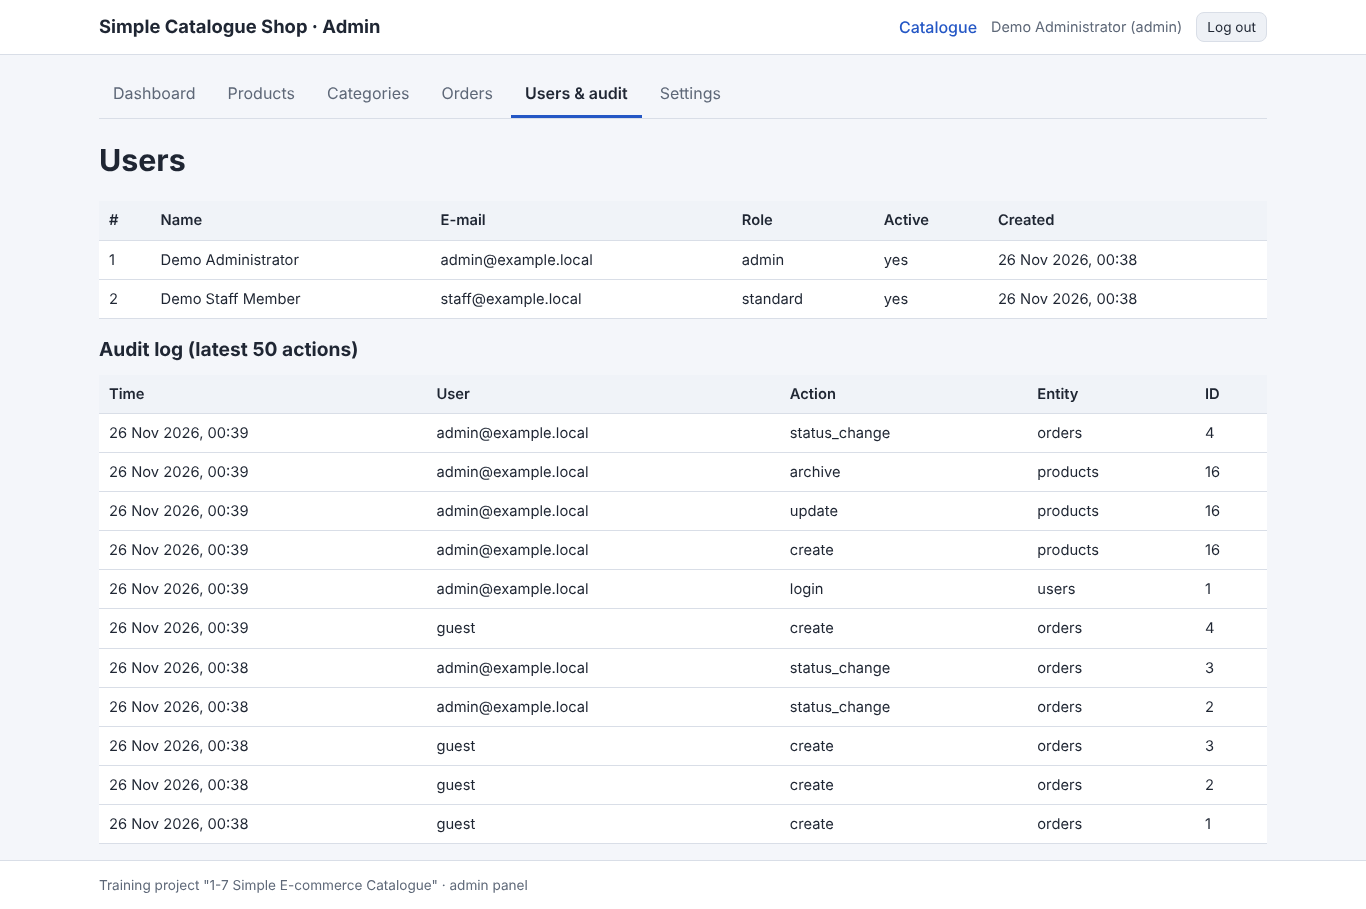 Simple Catalogue Shop · Admin
Catalogue Demo Administrator (admin) Log out
Dashboard Products Categories Orders Users & audit Settings
Users
# Name E-mail Role Active Created
1 Demo Administrator admin@example.local admin yes 26 Nov 2026, 00:38
2 Demo Staff Member staff@example.local standard yes 26 Nov 2026, 00:38
Audit log (latest 50 actions)
Time User Action Entity ID
26 Nov 2026, 00:39 admin@example.local status_change orders 4
26 Nov 2026, 00:39 admin@example.local archive products 16
26 Nov 2026, 00:39 admin@example.local update products 16
26 Nov 2026, 00:39 admin@example.local create products 16
26 Nov 2026, 00:39 admin@example.local login users 1
26 Nov 2026, 00:39 guest create orders 4
26 Nov 2026, 00:38 admin@example.local status_change orders 3
26 Nov 2026, 00:38 admin@example.local status_change orders 2
26 Nov 2026, 00:38 guest create orders 3
26 Nov 2026, 00:38 guest create orders 2
26 Nov 2026, 00:38 guest create orders 1
Training project "1-7 Simple E-commerce Catalogue" · admin panel